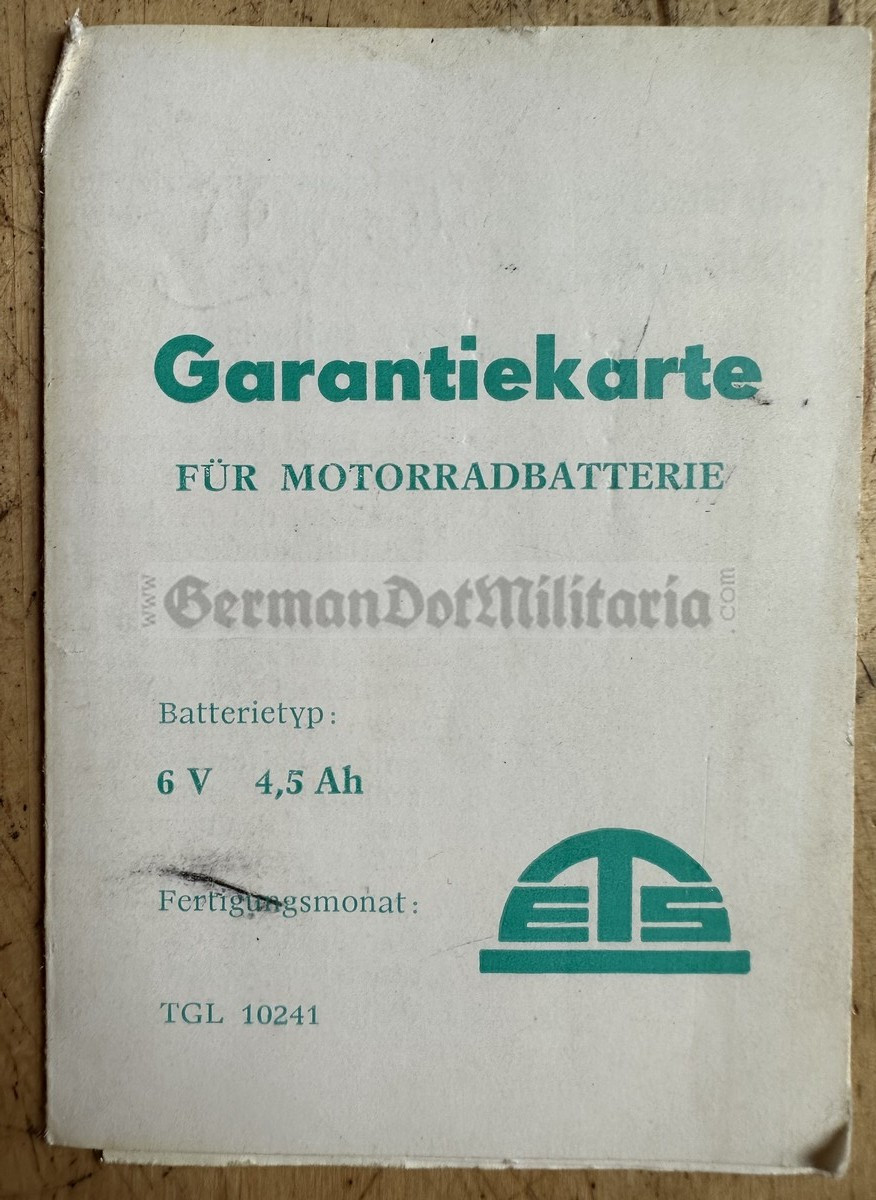 Garantiekarte
FÜR MOTORRADBATTERIE
www.GermanDotMilitaria.com
Batterietyp:
6 V 4,5 Ah
Fertigungsmonat:
ETS
TGL 10241